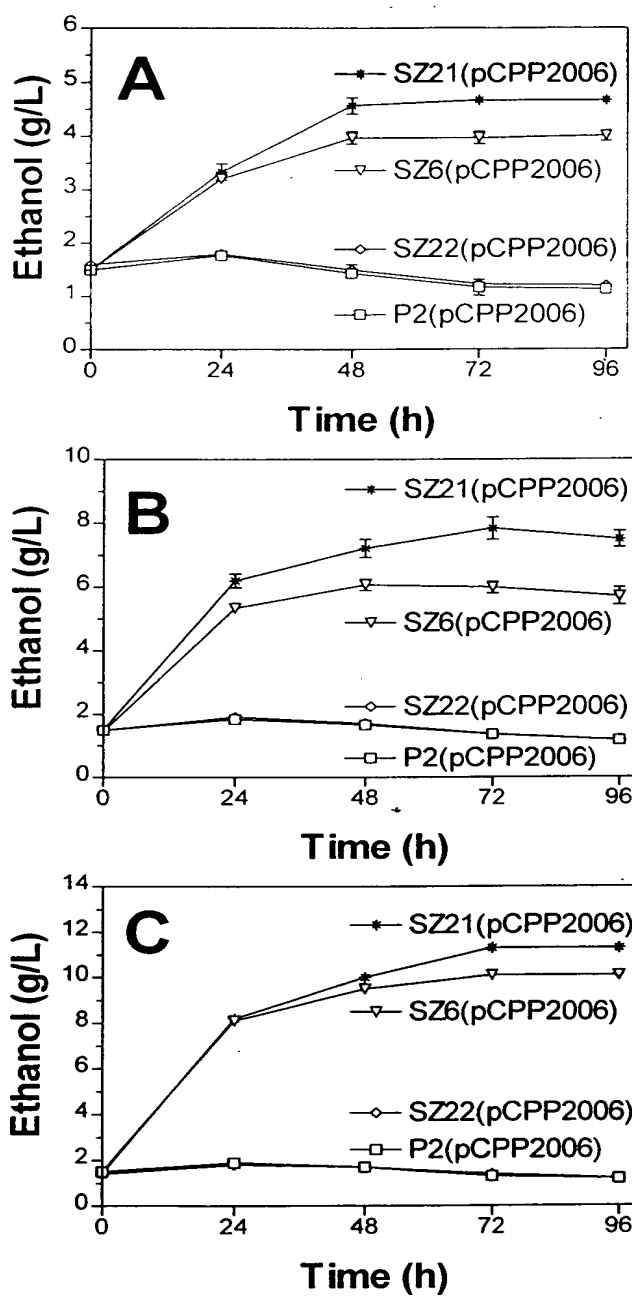 A
Ethanol (g/L)
6
5
4
3
2
1
0
SZ21(pCPP2006)
SZ6(pCPP2006)
SZ22(pCPP2006)
P2(pCPP2006)
0 24 48 72 96
Time (h)
B
Ethanol (g/L)
10
8
6
4
2
0
SZ21(pCPP2006)
SZ6(pCPP2006)
SZ22(pCPP2006)
P2(pCPP2006)
0 24 48 72 96
Time (h)
C
Ethanol (g/L)
14
12
10
8
6
4
2
0
SZ21(pCPP2006)
SZ6(pCPP2006)
SZ22(pCPP2006)
P2(pCPP2006)
0 24 48 72 96
Time (h)